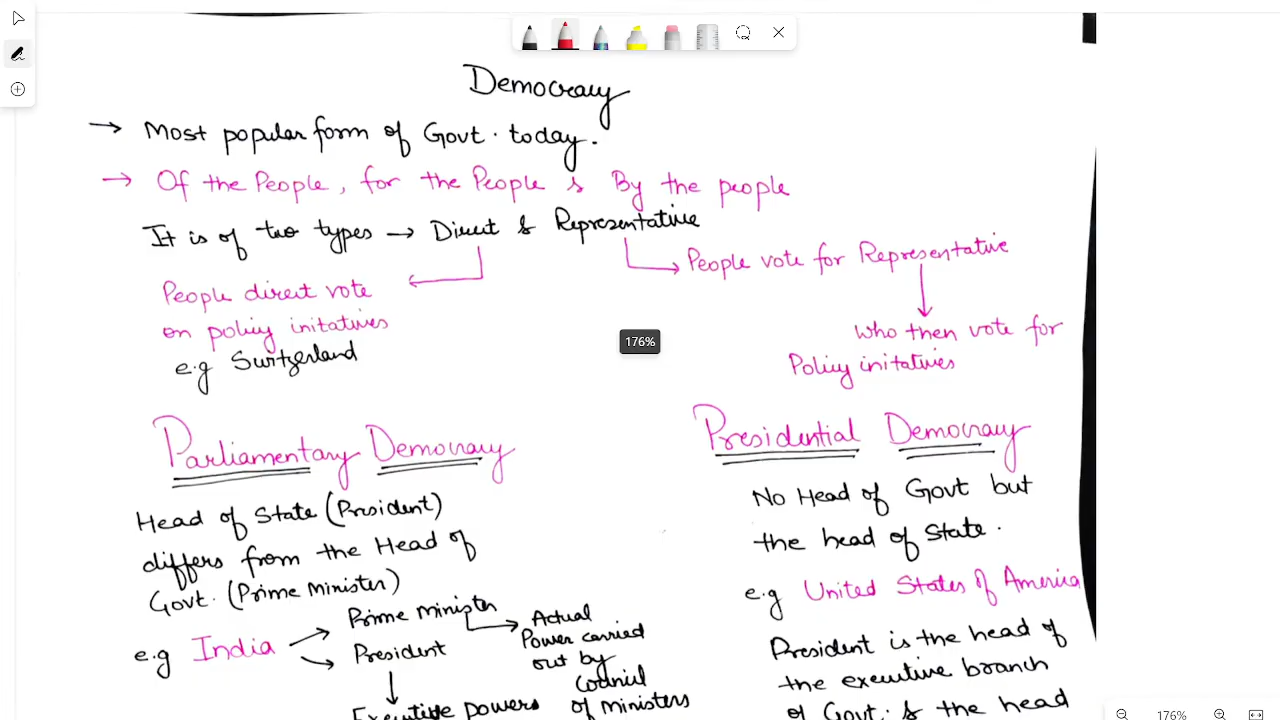 Democracy
→ Most popular form of Govt. today.
→ Of the People, for the People & By the people
It is of two types → Direct & Representative
People vote for Representative
People direct vote
on policy initatives
e.g Switzerland
who then vote for
Policy initatives
176%
Parliamentary Democracy
Head of State (President)
differs from the Head of
Govt. (Prime Minister)
e.g India
Prime minister
President
Actual
Power carried
out by
Council
of ministers
Executive powers
Presidential Democracy
No Head of Govt but
the head of State.
e.g United States of America
President is the head of
the executive branch
of Govt. & the head
176%